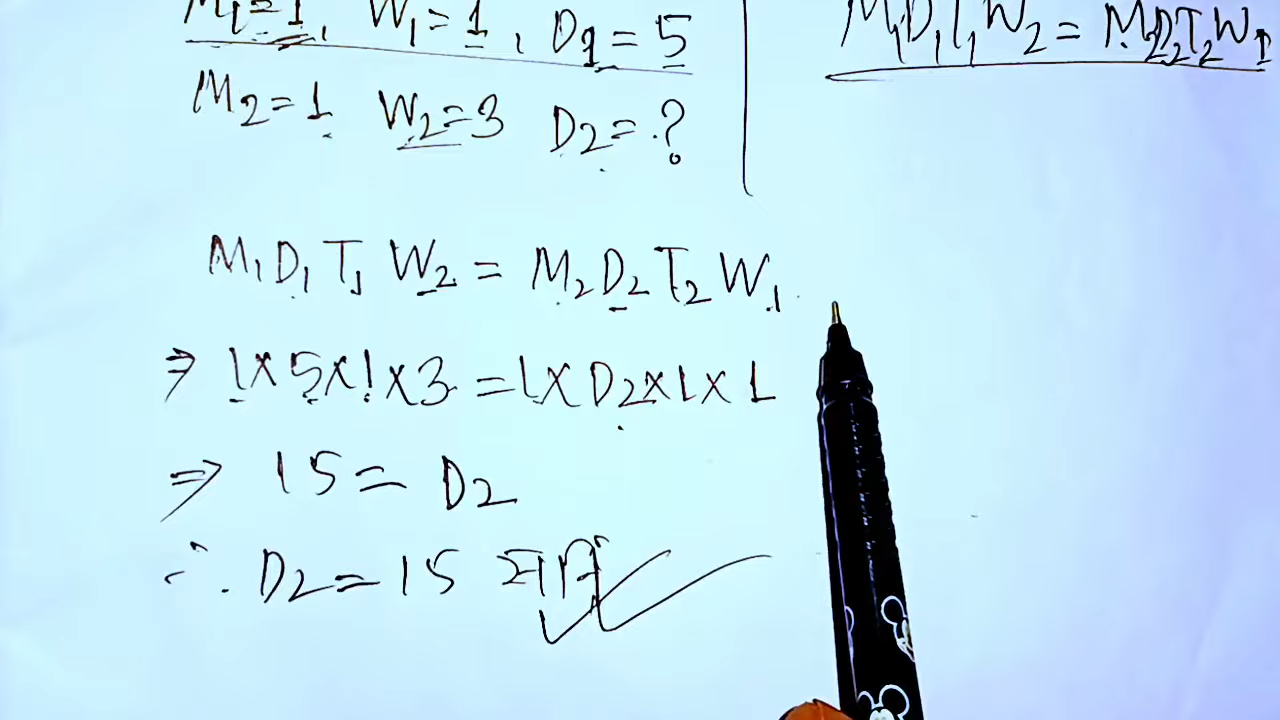 M₁=1, W₁=1, D₁=5
M₂=1 W₂=3 D₂=?
M₁D₁T₁W₂=M₂D₂T₂W₁
M₁D₁T₁W₂=M₂D₂T₂W₁
⇒ 1×5×1×3=1×D₂×1×1
⇒ 15=D₂
∴ D₂=15